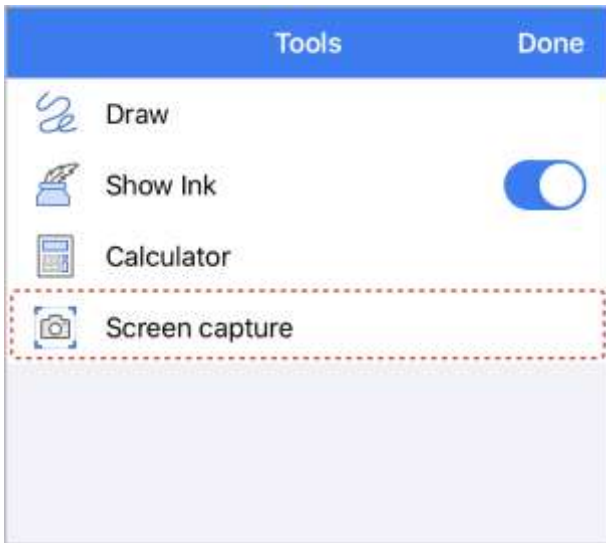 Tools Done
Draw
Show Ink
Calculator
Screen capture